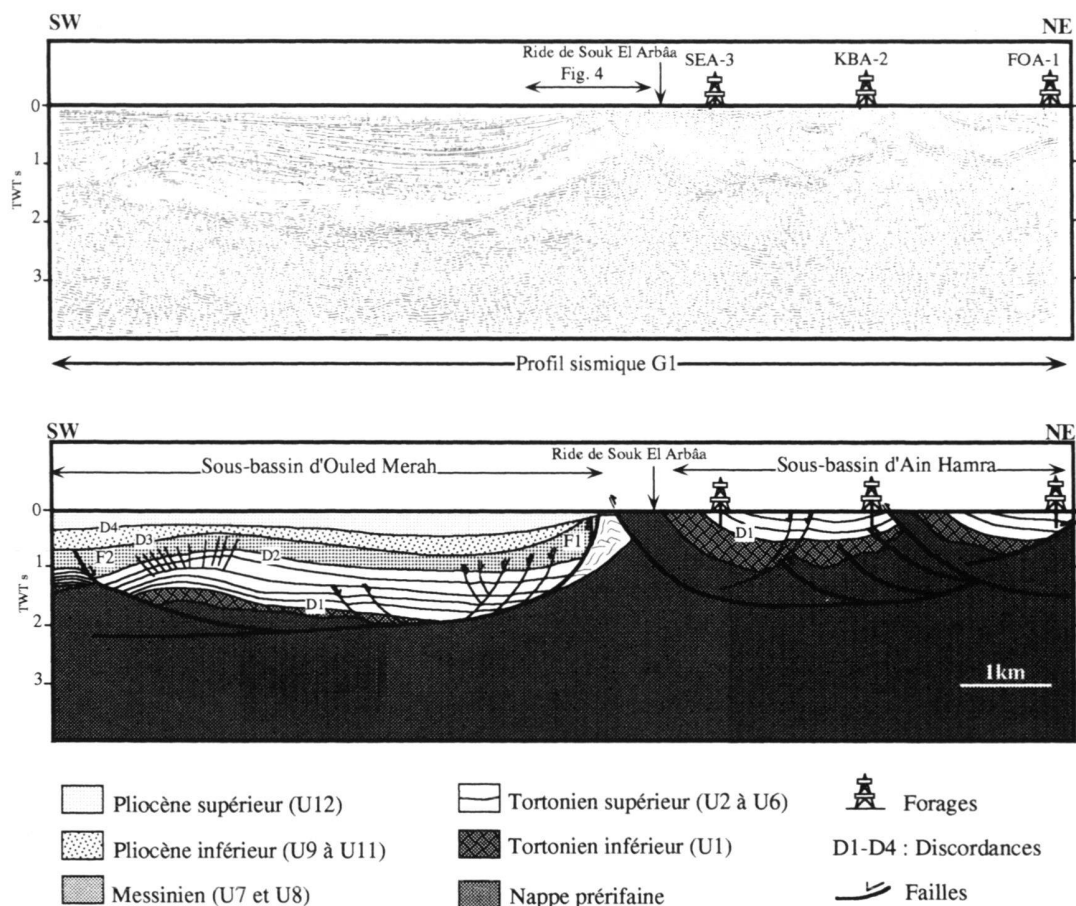 SW
NE
Ride de Souk El Arbâa
SEA-3
KBA-2
FOA-1
Fig. 4
0
1
2
3
TWT s
Profil sismique G1
SW
NE
Sous-bassin d'Ouled Merah
Ride de Souk El Arbâa
Sous-bassin d'Ain Hamra
0
1
2
3
TWT s
D4
D3
F2
D2
F1
D1
D1
1km
Pliocène supérieur (U12)
Tortonien supérieur (U2 à U6)
Forages
Pliocène inférieur (U9 à U11)
Tortonien inférieur (U1)
D1-D4 : Discordances
Messinien (U7 et U8)
Nappe prérifaine
Failles